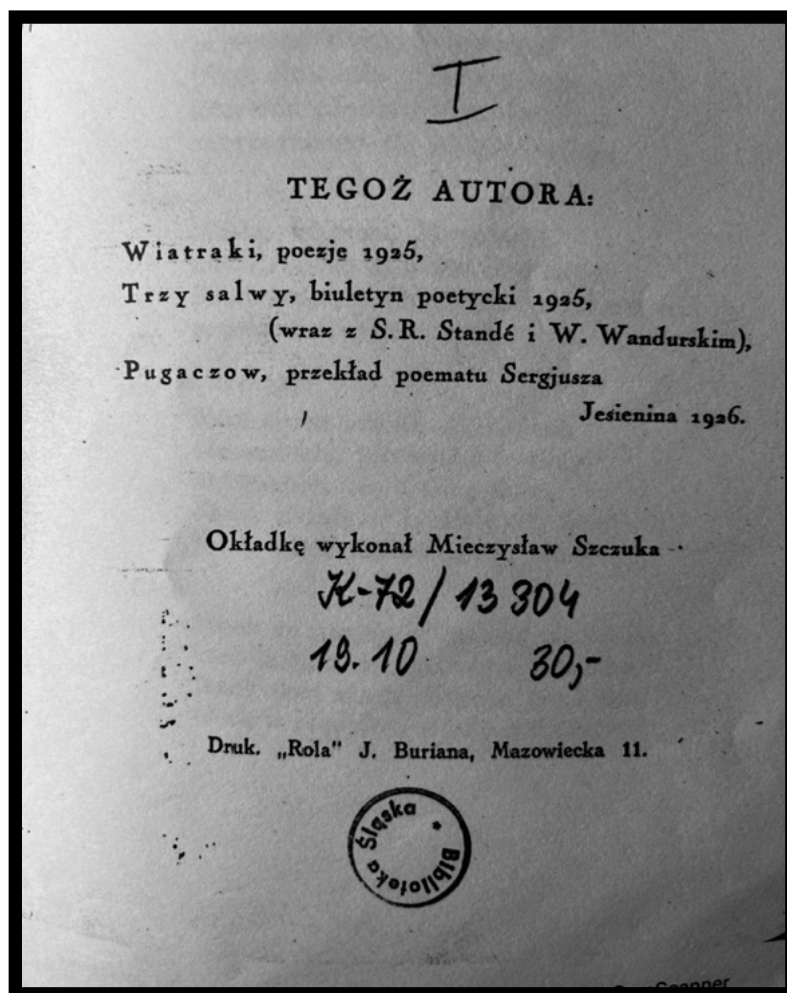 I
TEGOŻ AUTORA:
Wiatraki, poezje 1925,
Trzy salwy, biuletyn poetycki 1925,
(wraz z S. R. Standé i W. Wandurskim),
Pugaczow, przekład poematu Sergjusza
Jesienina 1926.
Okładkę wykonał Mieczysław Szczuka
K-72/13 304
19.10 30,-
Druk. „Rola" J. Buriana, Mazowiecka 11.
Biblioteka Śląska *